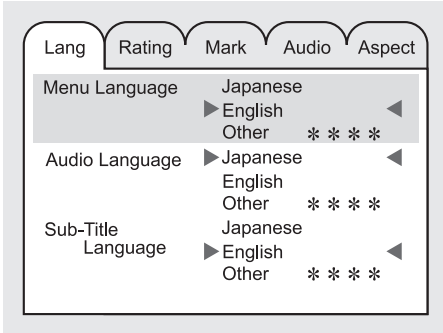 Lang Rating Mark Audio Aspect
Menu Language Japanese
English
Other ＊＊＊＊
Audio Language Japanese
English
Other ＊＊＊＊
Sub-Title Japanese
Language English
Other ＊＊＊＊